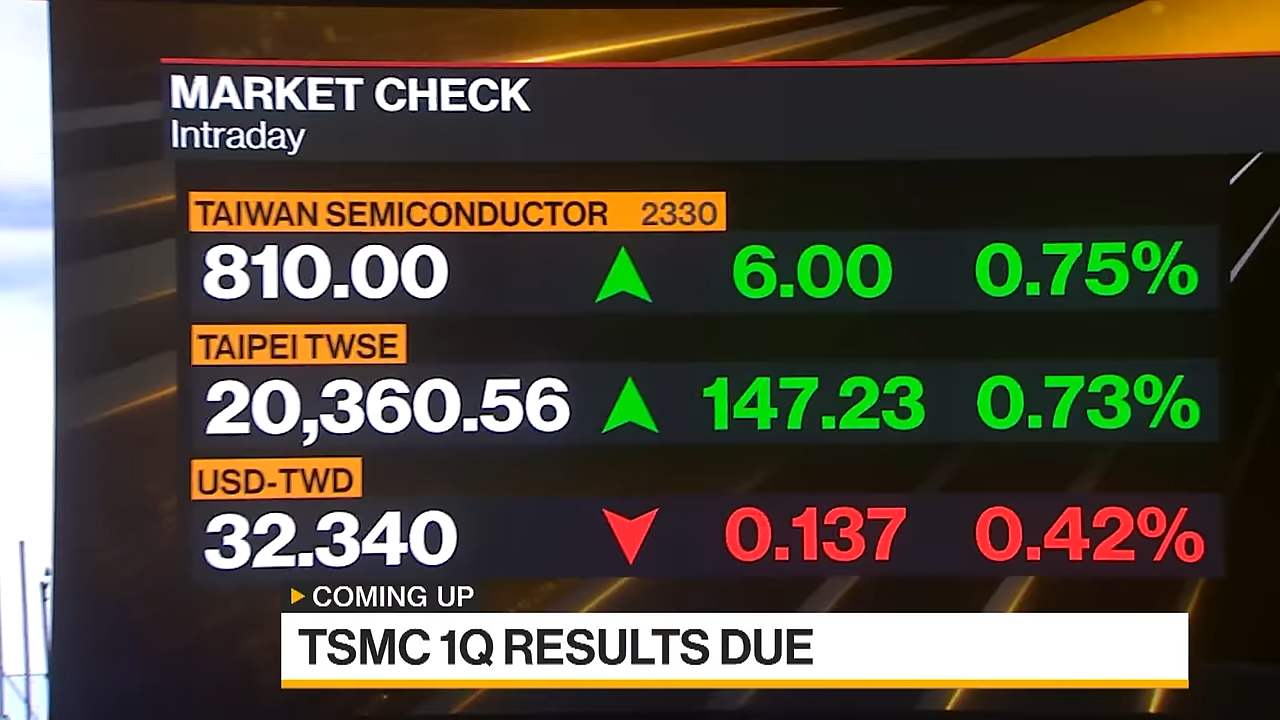 MARKET CHECK
Intraday
TAIWAN SEMICONDUCTOR 2330
810.00 ▲ 6.00 0.75%
TAIPEI TWSE
20,360.56 ▲ 147.23 0.73%
USD-TWD
32.340 ▼ 0.137 0.42%
COMING UP
TSMC 1Q RESULTS DUE